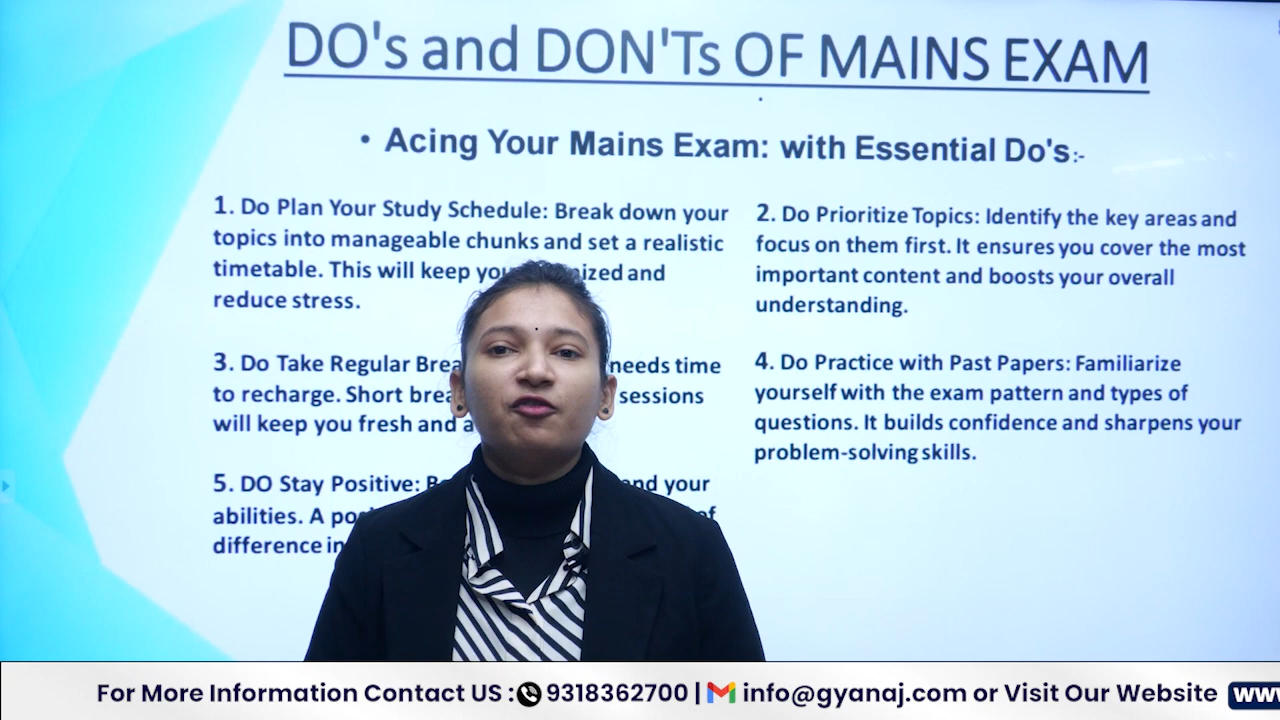 DO's and DON'Ts OF MAINS EXAM
• Acing Your Mains Exam: with Essential Do's:-
1. Do Plan Your Study Schedule: Break down your
topics into manageable chunks and set a realistic
timetable. This will keep you ized and
reduce stress.
2. Do Prioritize Topics: Identify the key areas and
focus on them first. It ensures you cover the most
important content and boosts your overall
understanding.
3. Do Take Regular needs time
to recharge. Short sessions
will keep you fresh and
4. Do Practice with Past Papers: Familiarize
yourself with the exam pattern and types of
questions. It builds confidence and sharpens your
problem-solving skills.
5. DO Stay Positive: your
abilities. A of
difference in
For More Information Contact US : 9318362700 | info@gyanaj.com or Visit Our Website